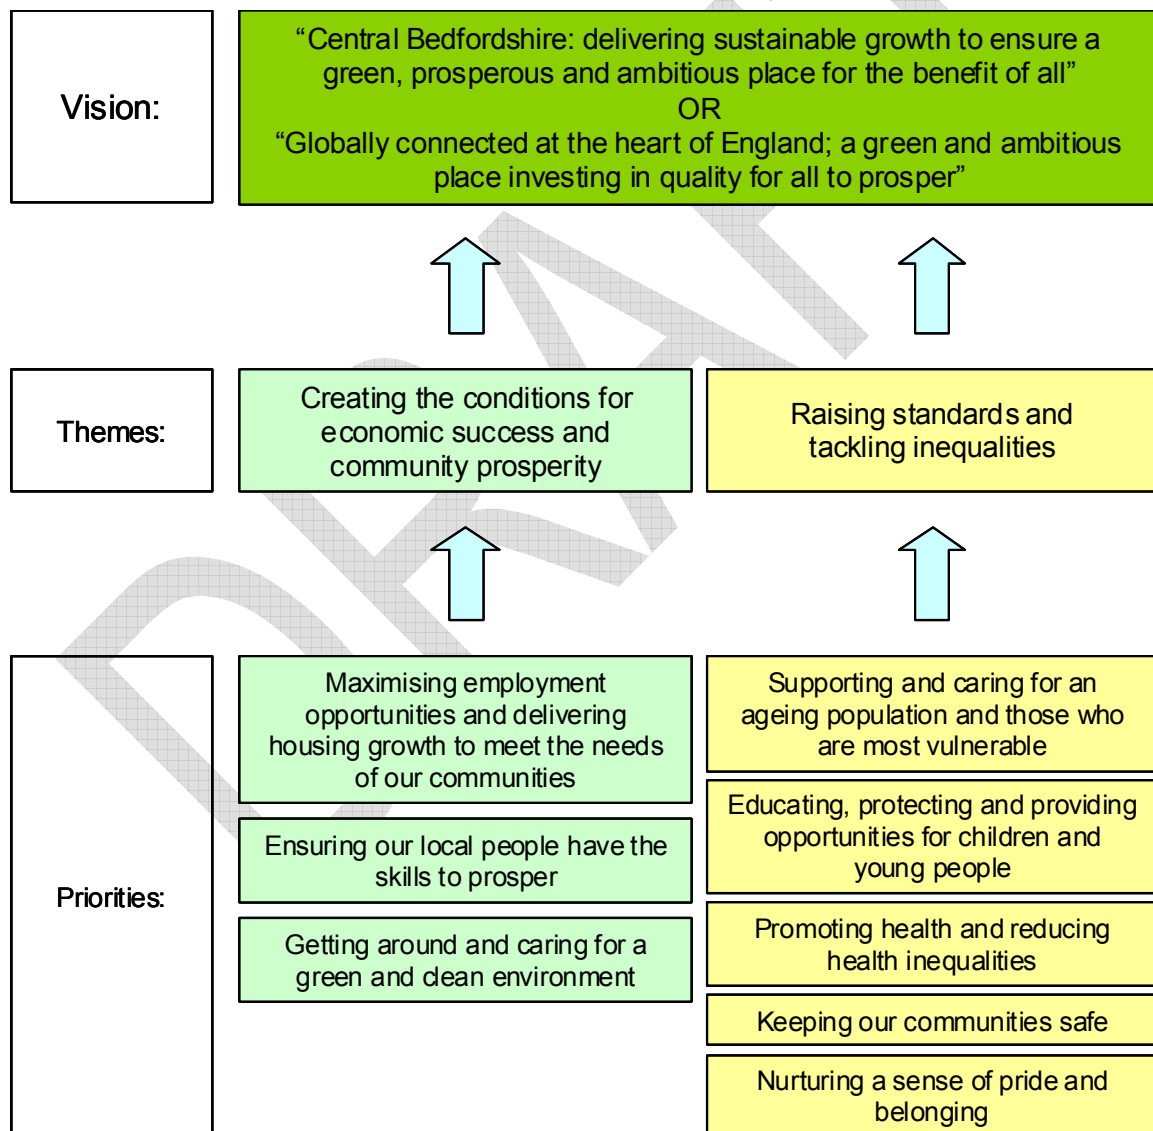 Vision:
“Central Bedfordshire: delivering sustainable growth to ensure a
green, prosperous and ambitious place for the benefit of all”
OR
“Globally connected at the heart of England; a green and ambitious
place investing in quality for all to prosper”
Themes:
Creating the conditions for
economic success and
community prosperity
Raising standards and
tackling inequalities
Priorities:
Maximising employment
opportunities and delivering
housing growth to meet the needs
of our communities
Ensuring our local people have the
skills to prosper
Getting around and caring for a
green and clean environment
Supporting and caring for an
ageing population and those who
are most vulnerable
Educating, protecting and providing
opportunities for children and
young people
Promoting health and reducing
health inequalities
Keeping our communities safe
Nurturing a sense of pride and
belonging
DRAFT